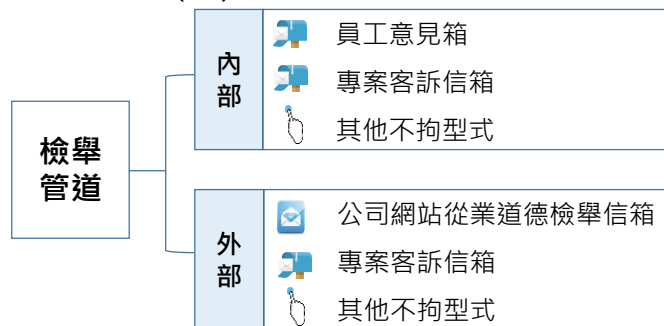 檢舉
管道
內
部
員工意見箱
專案客訴信箱
其他不拘型式
外
部
公司網站從業道德檢舉信箱
專案客訴信箱
其他不拘型式